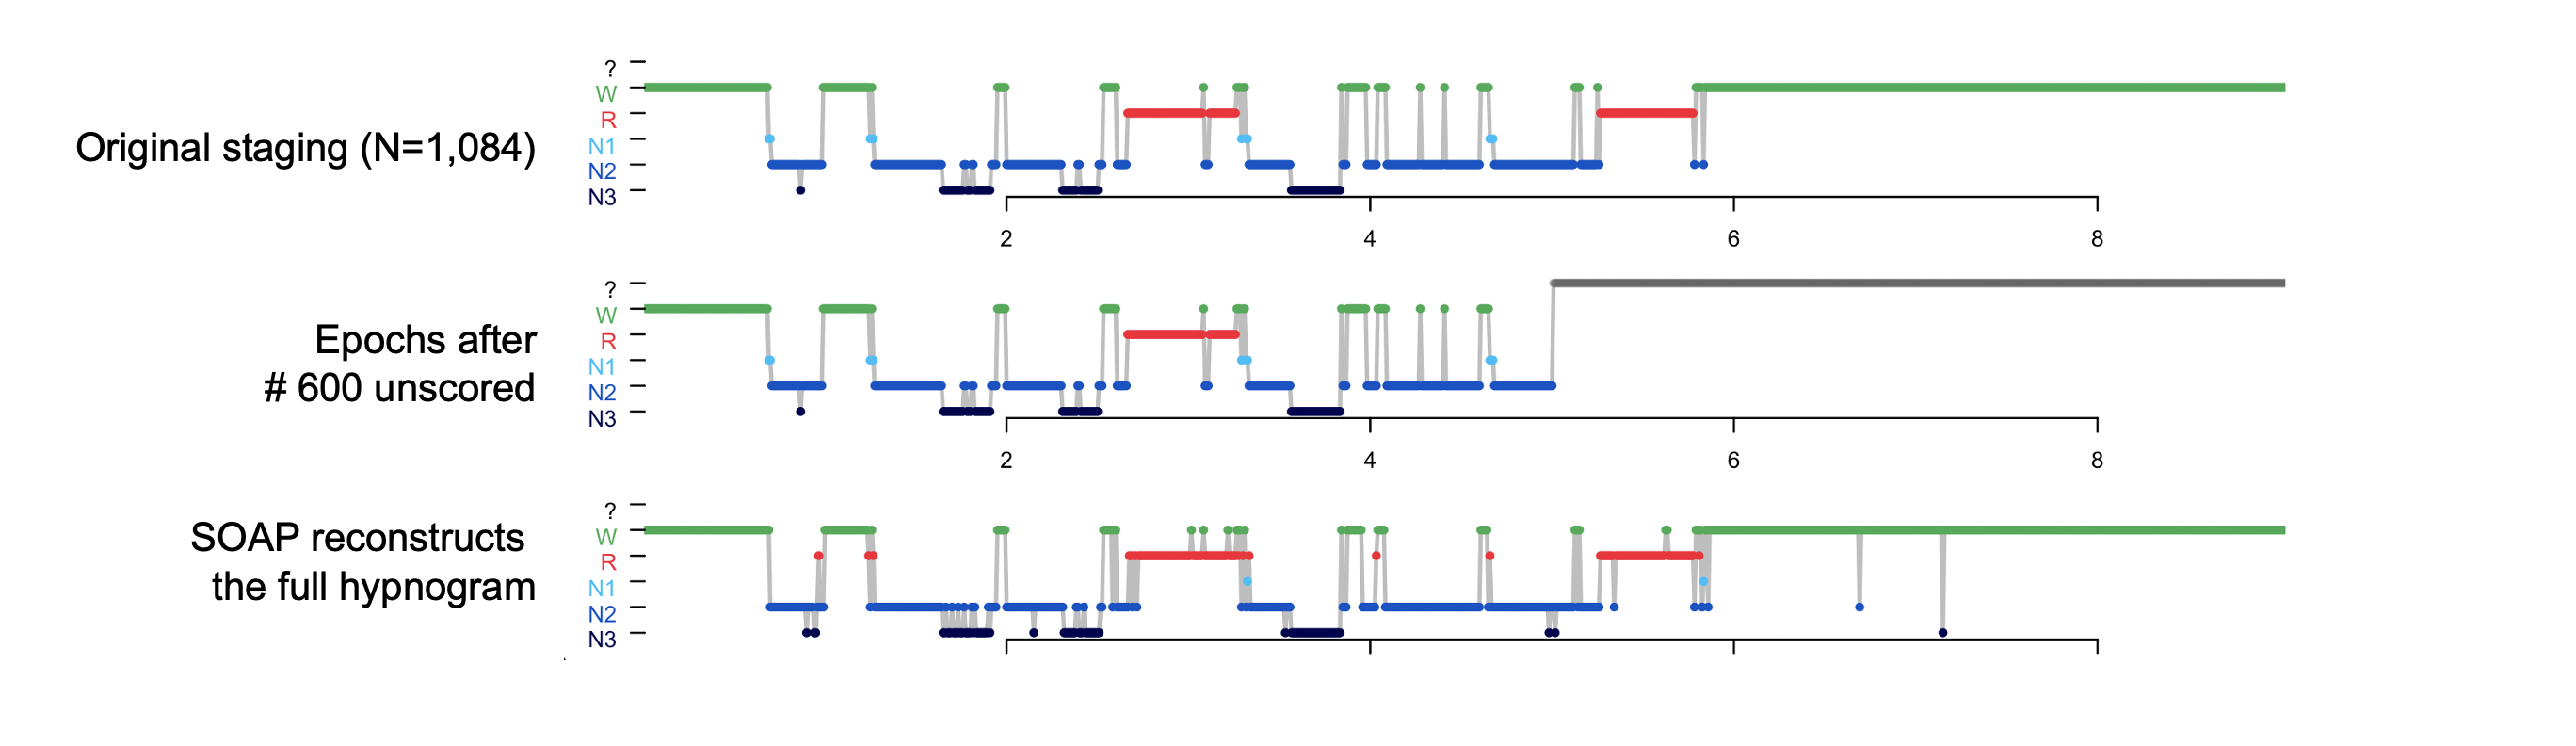 ?
W
R
N1
N2
N3
Original staging (N=1,084)
2 4 6 8
?
W
R
N1
N2
N3
Epochs after
# 600 unscored
2 4 6 8
?
W
R
N1
N2
N3
SOAP reconstructs
the full hypnogram